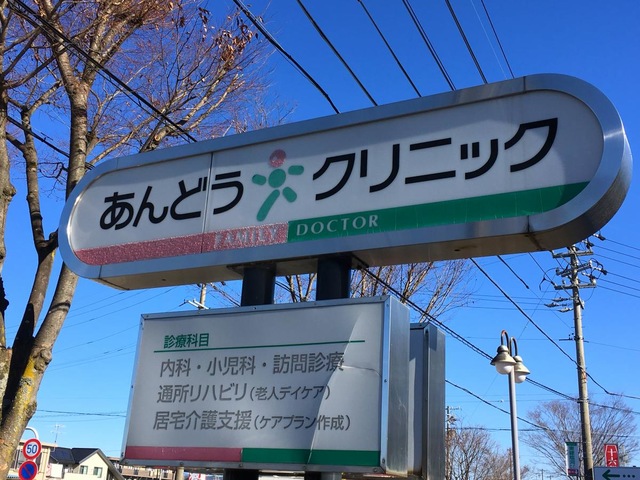 あんどうクリニック
FAMILY DOCTOR
診療科目
内科・小児科・訪問診療
通所リハビリ(老人デイケア)
居宅介護支援(ケアプラン作成)
50